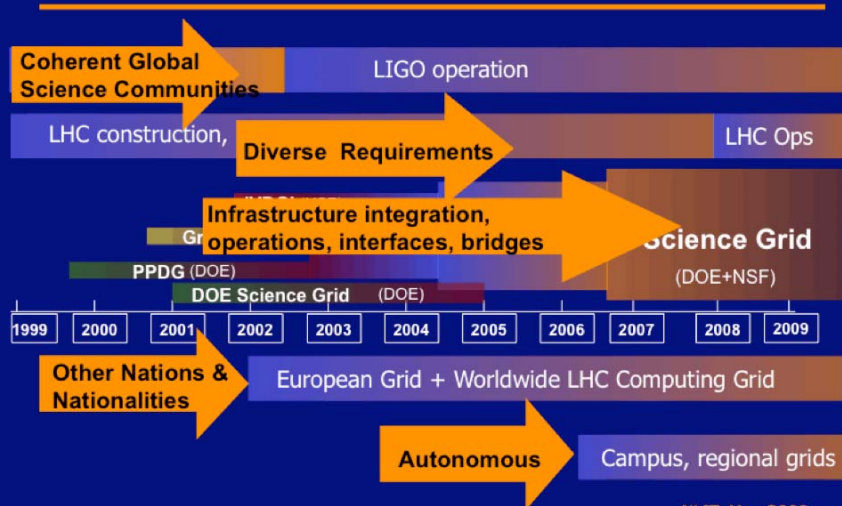 Coherent Global
Science Communities
LIGO operation
LHC construction,
LHC Ops
Diverse Requirements
Infrastructure integration,
operations, interfaces, bridges
Science Grid
(DOE+NSF)
PPDG (DOE)
DOE Science Grid (DOE)
1999 2000 2001 2002 2003 2004 2005 2006 2007 2008 2009
Other Nations &
Nationalities
European Grid + Worldwide LHC Computing Grid
Autonomous
Campus, regional grids